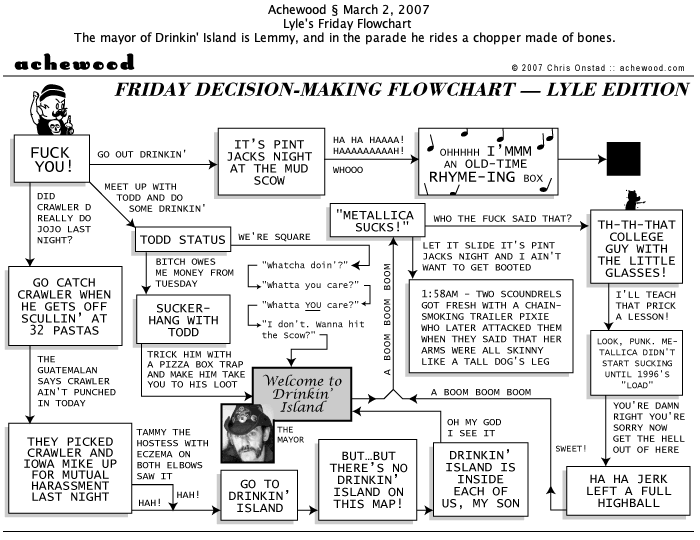 Achewood § March 2, 2007
Lyle's Friday Flowchart
The mayor of Drinkin' Island is Lemmy, and in the parade he rides a chopper made of bones.
achewood
© 2007 Chris Onstad :: achewood.com
FRIDAY DECISION-MAKING FLOWCHART — LYLE EDITION
FUCK
YOU!
GO OUT DRINKIN'
IT'S PINT
JACKS NIGHT
AT THE MUD
SCOW
HA HA HAAAA!
HAAAAAAAAAH!
WHOOO
OHHHHH I'MMM
AN OLD-TIME
RHYME-ING BOX
DID
CRAWLER D
REALLY DO
JOJO LAST
NIGHT?
MEET UP WITH
TODD AND DO
SOME DRINKIN'
TODD STATUS
WE'RE SQUARE
"METALLICA
SUCKS!"
WHO THE FUCK SAID THAT?
TH-TH-THAT
COLLEGE
GUY WITH
THE LITTLE
GLASSES!
GO CATCH
CRAWLER WHEN
HE GETS OFF
SCULLIN' AT
32 PASTAS
BITCH OWES
ME MONEY FROM
TUESDAY
SUCKER-
HANG WITH
TODD
"Whatcha doin'?"
"Whatta you care?"
"Whatta YOU care?"
"I don't. Wanna hit
the Scow?"
A BOOM BOOM BOOM
LET IT SLIDE IT'S PINT
JACKS NIGHT AND I AIN'T
WANT TO GET BOOTED
1:58AM - TWO SCOUNDRELS
GOT FRESH WITH A CHAIN-
SMOKING TRAILER PIXIE
WHO LATER ATTACKED THEM
WHEN THEY SAID THAT HER
ARMS WERE ALL SKINNY
LIKE A TALL DOG'S LEG
I'LL TEACH
THAT PRICK
A LESSON!
LOOK, PUNK. ME-
TALLICA DIDN'T
START SUCKING
UNTIL 1996'S
"LOAD"
THE
GUATEMALAN
SAYS CRAWLER
AIN'T PUNCHED
IN TODAY
TRICK HIM WITH
A PIZZA BOX TRAP
AND MAKE HIM TAKE
YOU TO HIS LOOT
Welcome to
Drinkin'
Island
THE
MAYOR
A BOOM BOOM BOOM
YOU'RE DAMN
RIGHT YOU'RE
SORRY NOW
GET THE HELL
OUT OF HERE
THEY PICKED
CRAWLER AND
IOWA MIKE UP
FOR MUTUAL
HARASSMENT
LAST NIGHT
TAMMY THE
HOSTESS WITH
ECZEMA ON
BOTH ELBOWS
SAW IT
HAH!
HAH!
GO TO
DRINKIN'
ISLAND
BUT…BUT
THERE'S NO
DRINKIN'
ISLAND ON
THIS MAP!
OH MY GOD
I SEE IT
DRINKIN'
ISLAND IS
INSIDE
EACH OF
US, MY SON
SWEET!
HA HA JERK
LEFT A FULL
HIGHBALL